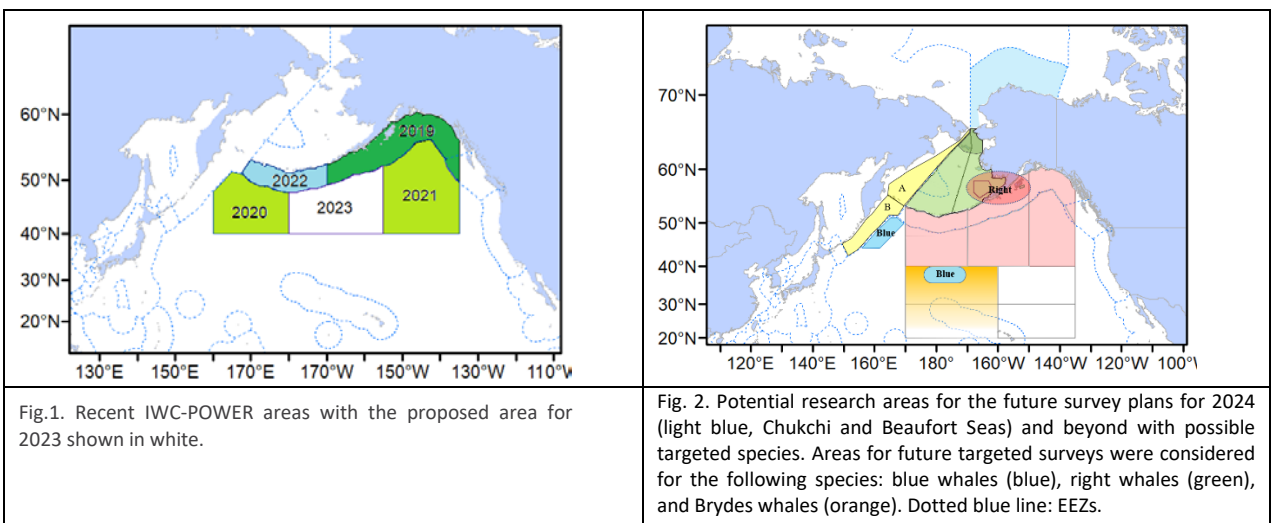 60°N
50°N
40°N
30°N
20°N
2019
2022
2020
2023
2021
130°E 150°E 170°E 170°W 150°W 130°W 110°W
70°N
60°N
50°N
40°N
30°N
20°N
A
B
Right
Blue
Blue
120°E 140°E 160°E 180° 160°W 140°W 120°W 100°W
Fig.1. Recent IWC-POWER areas with the proposed area for
2023 shown in white.
Fig. 2. Potential research areas for the future survey plans for 2024
(light blue, Chukchi and Beaufort Seas) and beyond with possible
targeted species. Areas for future targeted surveys were considered
for the following species: blue whales (blue), right whales (green),
and Brydes whales (orange). Dotted blue line: EEZs.